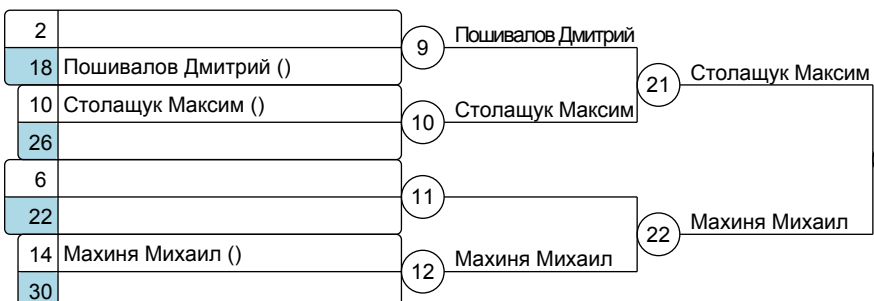 2
9
Пошивалов Дмитрий
18 Пошивалов Дмитрий ()
21
Столащук Максим
10 Столащук Максим ()
10
Столащук Максим
26
6
11
22
22
Махиня Михаил
14 Махиня Михаил ()
12
Махиня Михаил
30